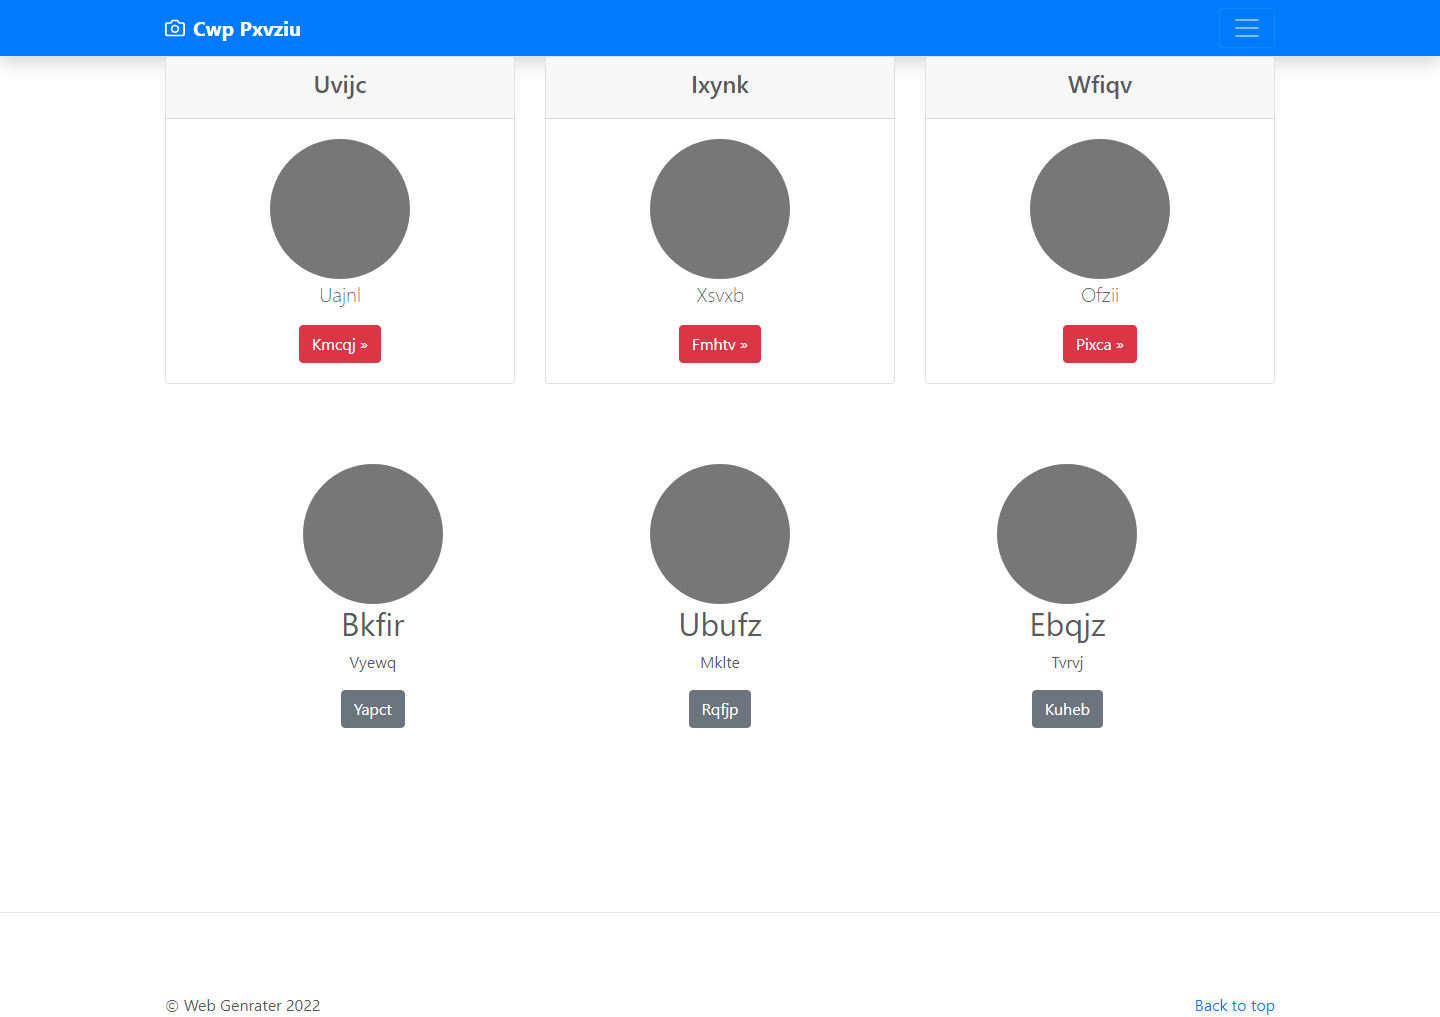 Cwp Pxvziu
Uvijc
Ixynk
Wfiqv
Uajnl
Xsvxb
Ofzii
Kmcqj »
Fmhtv »
Pixca »
Bkfir
Ubufz
Ebqjz
Vyewq
Mklte
Tvrvj
Yapct
Rqfjp
Kuheb
© Web Genrater 2022
Back to top